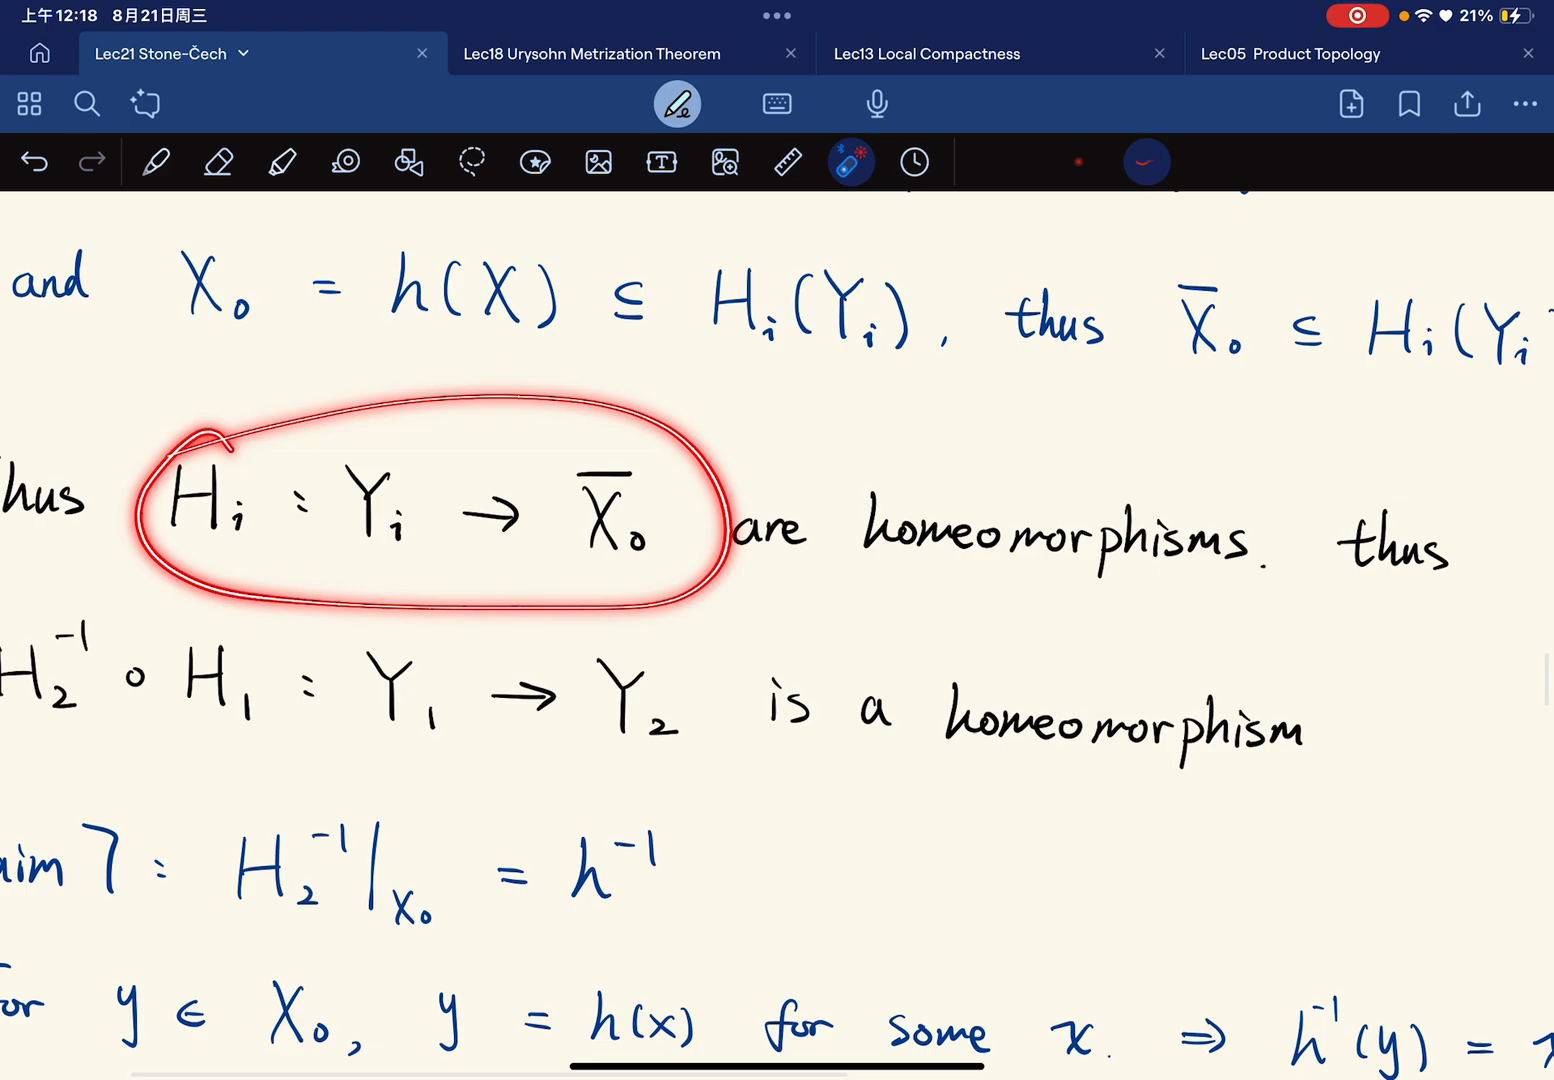 上午12:18 8月21日周三
21%
Lec21 Stone-Čech
Lec18 Urysohn Metrization Theorem
Lec13 Local Compactness
Lec05 Product Topology
and X₀ = h(X) ⊆ Hᵢ(Yᵢ), thus X̄₀ ⊆ Hᵢ(Yᵢ
hus Hᵢ : Yᵢ → X̄₀ are homeomorphisms. thus
H₂⁻¹ ∘ H₁ : Y₁ → Y₂ is a homeomorphism
aim 7: H₂⁻¹|X₀ = h⁻¹
For y ∈ X₀, y = h(x) for some x. ⇒ h⁻¹(y) =